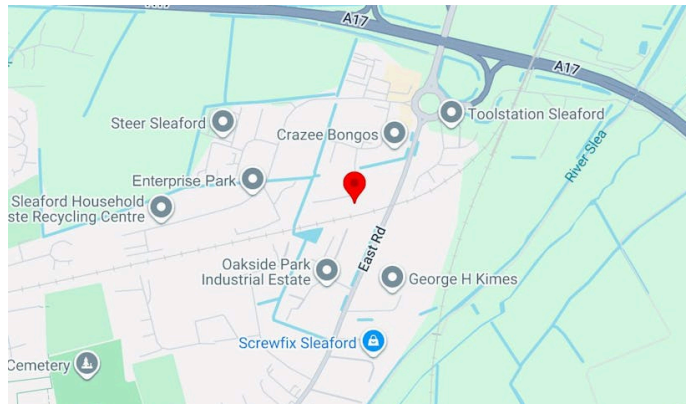 A17
A17
Steer Sleaford
Toolstation Sleaford
Crazee Bongos
River Slea
Enterprise Park
Sleaford Household
ste Recycling Centre
East Rd
Oakside Park
Industrial Estate
George H Kimes
Screwfix Sleaford
Cemetery